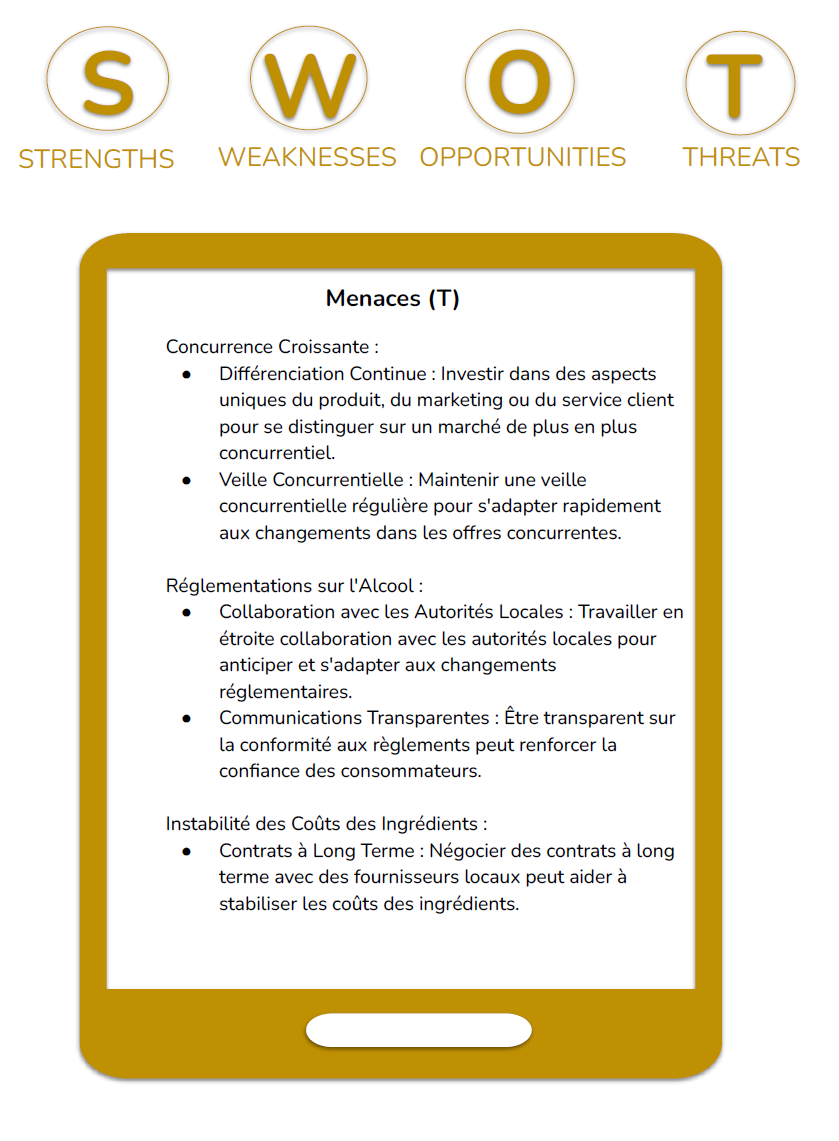 S W O T
STRENGTHS WEAKNESSES OPPORTUNITIES THREATS
Menaces (T)
Concurrence Croissante :
● Différenciation Continue : Investir dans des aspects
uniques du produit, du marketing ou du service client
pour se distinguer sur un marché de plus en plus
concurrentiel.
● Veille Concurrentielle : Maintenir une veille
concurrentielle régulière pour s'adapter rapidement
aux changements dans les offres concurrentes.
Réglementations sur l'Alcool :
● Collaboration avec les Autorités Locales : Travailler en
étroite collaboration avec les autorités locales pour
anticiper et s'adapter aux changements
réglementaires.
● Communications Transparentes : Être transparent sur
la conformité aux règlements peut renforcer la
confiance des consommateurs.
Instabilité des Coûts des Ingrédients :
● Contrats à Long Terme : Négocier des contrats à long
terme avec des fournisseurs locaux peut aider à
stabiliser les coûts des ingrédients.